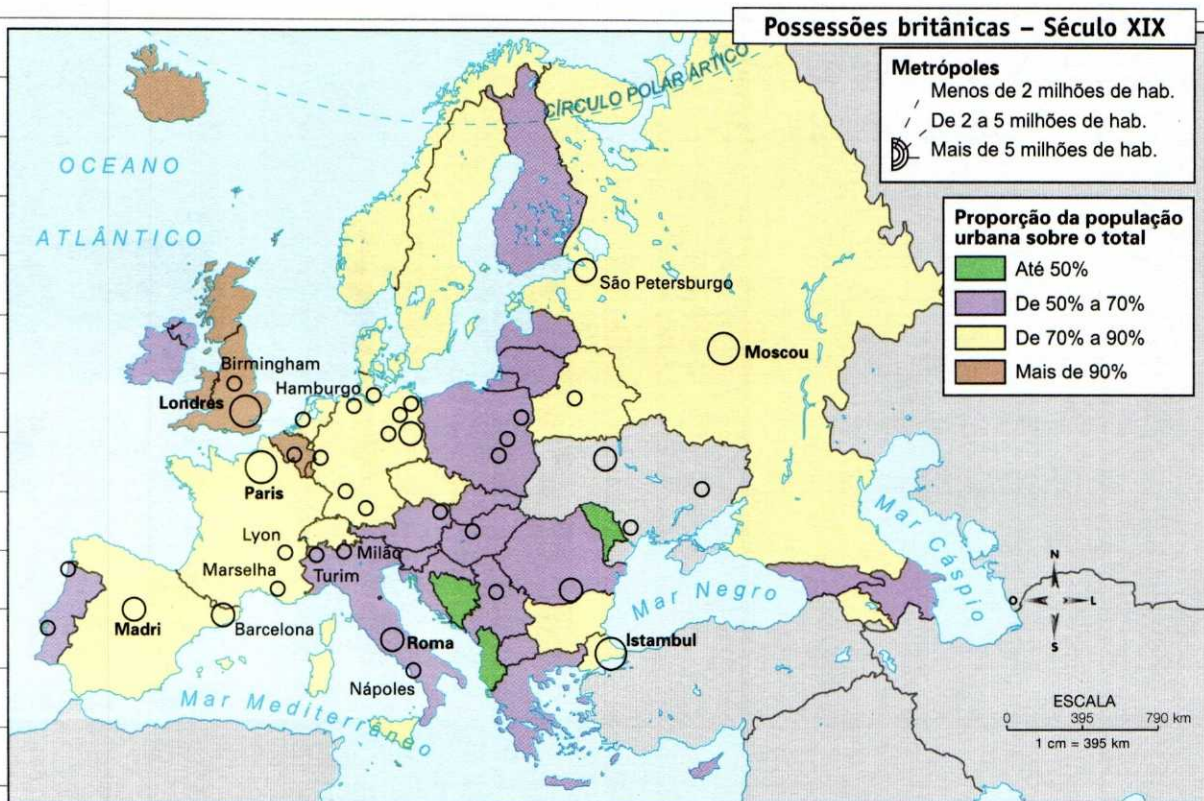 Possessões britânicas – Século XIX
Metrópoles
Menos de 2 milhões de hab.
De 2 a 5 milhões de hab.
Mais de 5 milhões de hab.
Proporção da população
urbana sobre o total
Até 50%
De 50% a 70%
De 70% a 90%
Mais de 90%
CÍRCULO POLAR ÁRTICO
OCEANO
ATLÂNTICO
São Petersburgo
Moscou
Birmingham
Hamburgo
Londres
Paris
Lyon
Milão
Marselha
Turim
Madri
Barcelona
Roma
Nápoles
Istambul
Mar Negro
Mar Cáspio
Mar Mediterrâneo
N
O
L
S
ESCALA
0 395 790 km
1 cm = 395 km